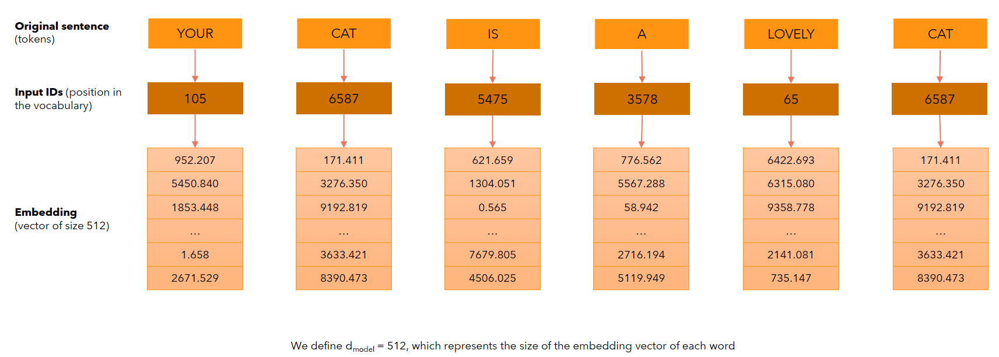 Original sentence
(tokens)
YOUR CAT IS A LOVELY CAT
Input IDs (position in
the vocabulary)
105 6587 5475 3578 65 6587
952.207 171.411 621.659 776.562 6422.693 171.411
5450.840 3276.350 1304.051 5567.288 6315.080 3276.350
1853.448 9192.819 0.565 58.942 9358.778 9192.819
Embedding
(vector of size 512)
... ... ... ... ... ...
1.658 3633.421 7679.805 2716.194 2141.081 3633.421
2671.529 8390.473 4506.025 5119.949 735.147 8390.473
We define dmodel = 512, which represents the size of the embedding vector of each word